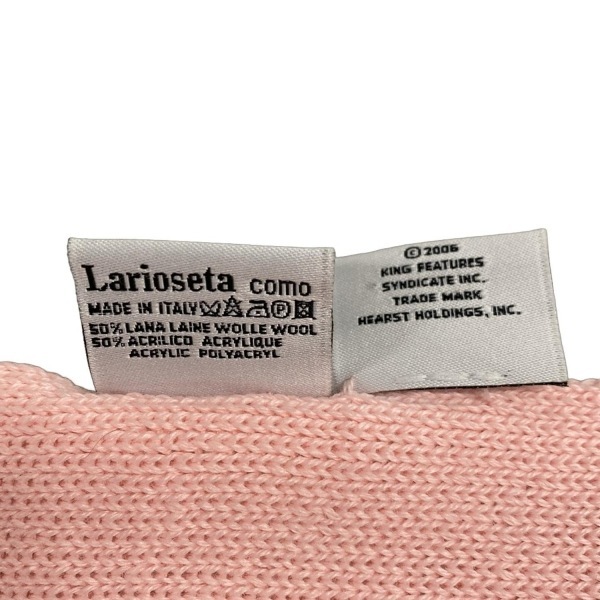 Larioseta como
MADE IN ITALY
50% LANA LAINE WOLLE WOOL
50% ACRILICO ACRYLIQUE
ACRYLIC POLYACRYL
© 2006
KING FEATURES
SYNDICATE INC.
TRADE MARK
HEARST HOLDINGS, INC.